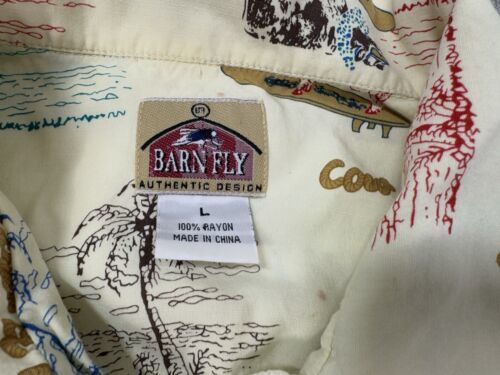 BARN FLY
AUTHENTIC DESIGN
L
100% RAYON
MADE IN CHINA